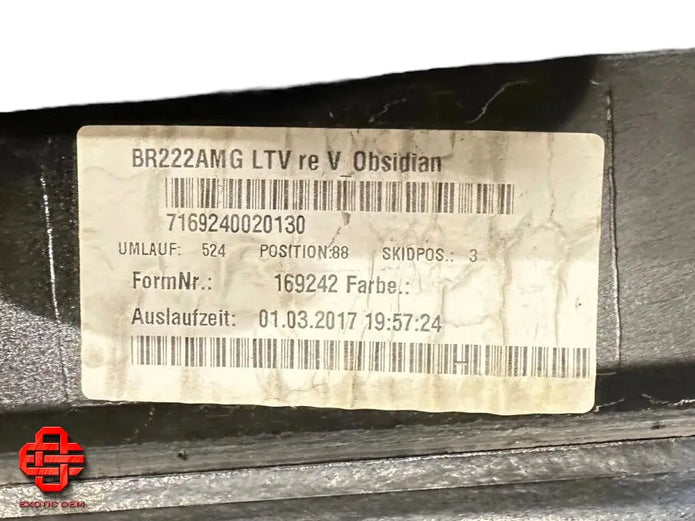 BR222AMG LTV re V_Obsidian
7169240020130
UMLAUF: 524 POSITION:88 SKIDPOS.: 3
FormNr.: 169242 Farbe.:
Auslaufzeit: 01.03.2017 19:57:24
EXOTIC OEM